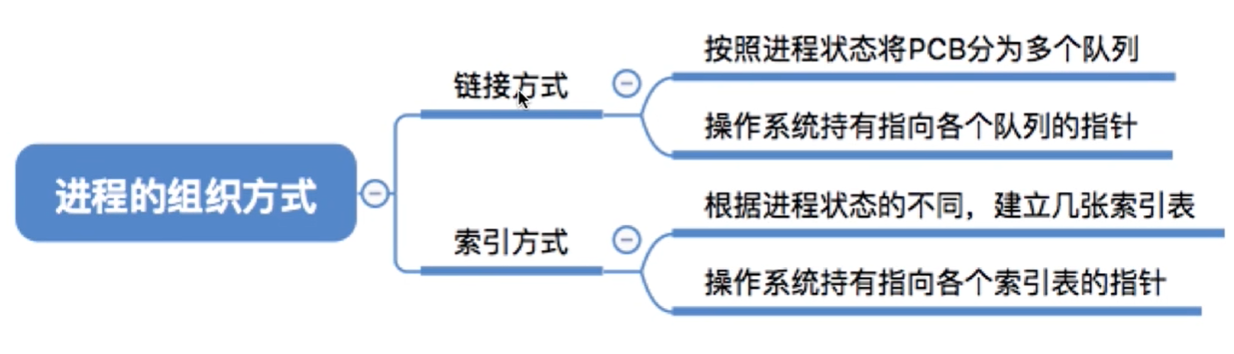 进程的组织方式
链接方式
按照进程状态将PCB分为多个队列
操作系统持有指向各个队列的指针
索引方式
根据进程状态的不同，建立几张索引表
操作系统持有指向各个索引表的指针